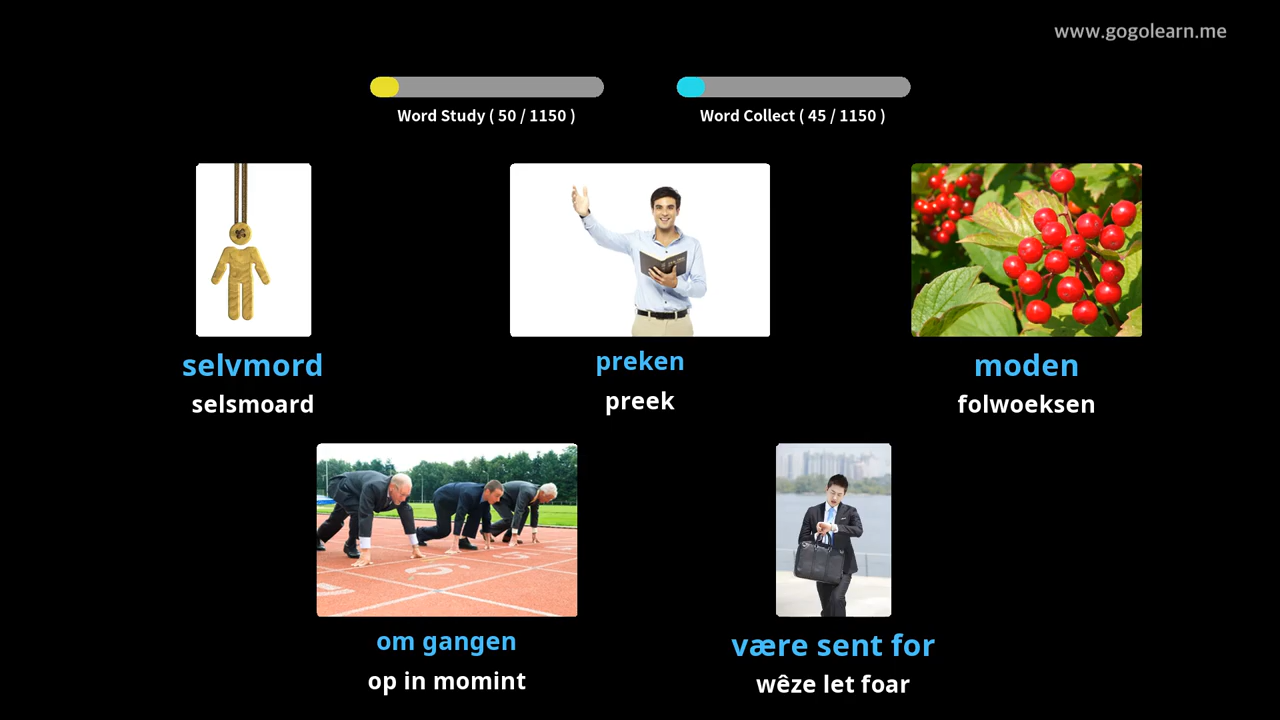 www.gogolearn.me
Word Study ( 50 / 1150 )
Word Collect ( 45 / 1150 )
selvmord
selsmoard
preken
preek
moden
folwoeksen
om gangen
op in momint
være sent for
wêze let foar